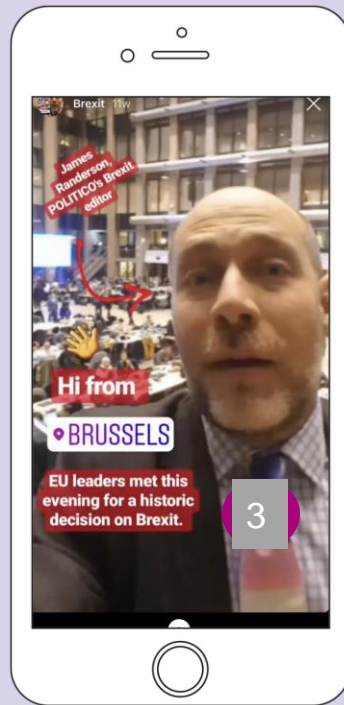 Brexit 11w
James
Randerson,
POLITICO's Brexit
editor
Hi from
BRUSSELS
EU leaders met this
evening for a historic
decision on Brexit.
3